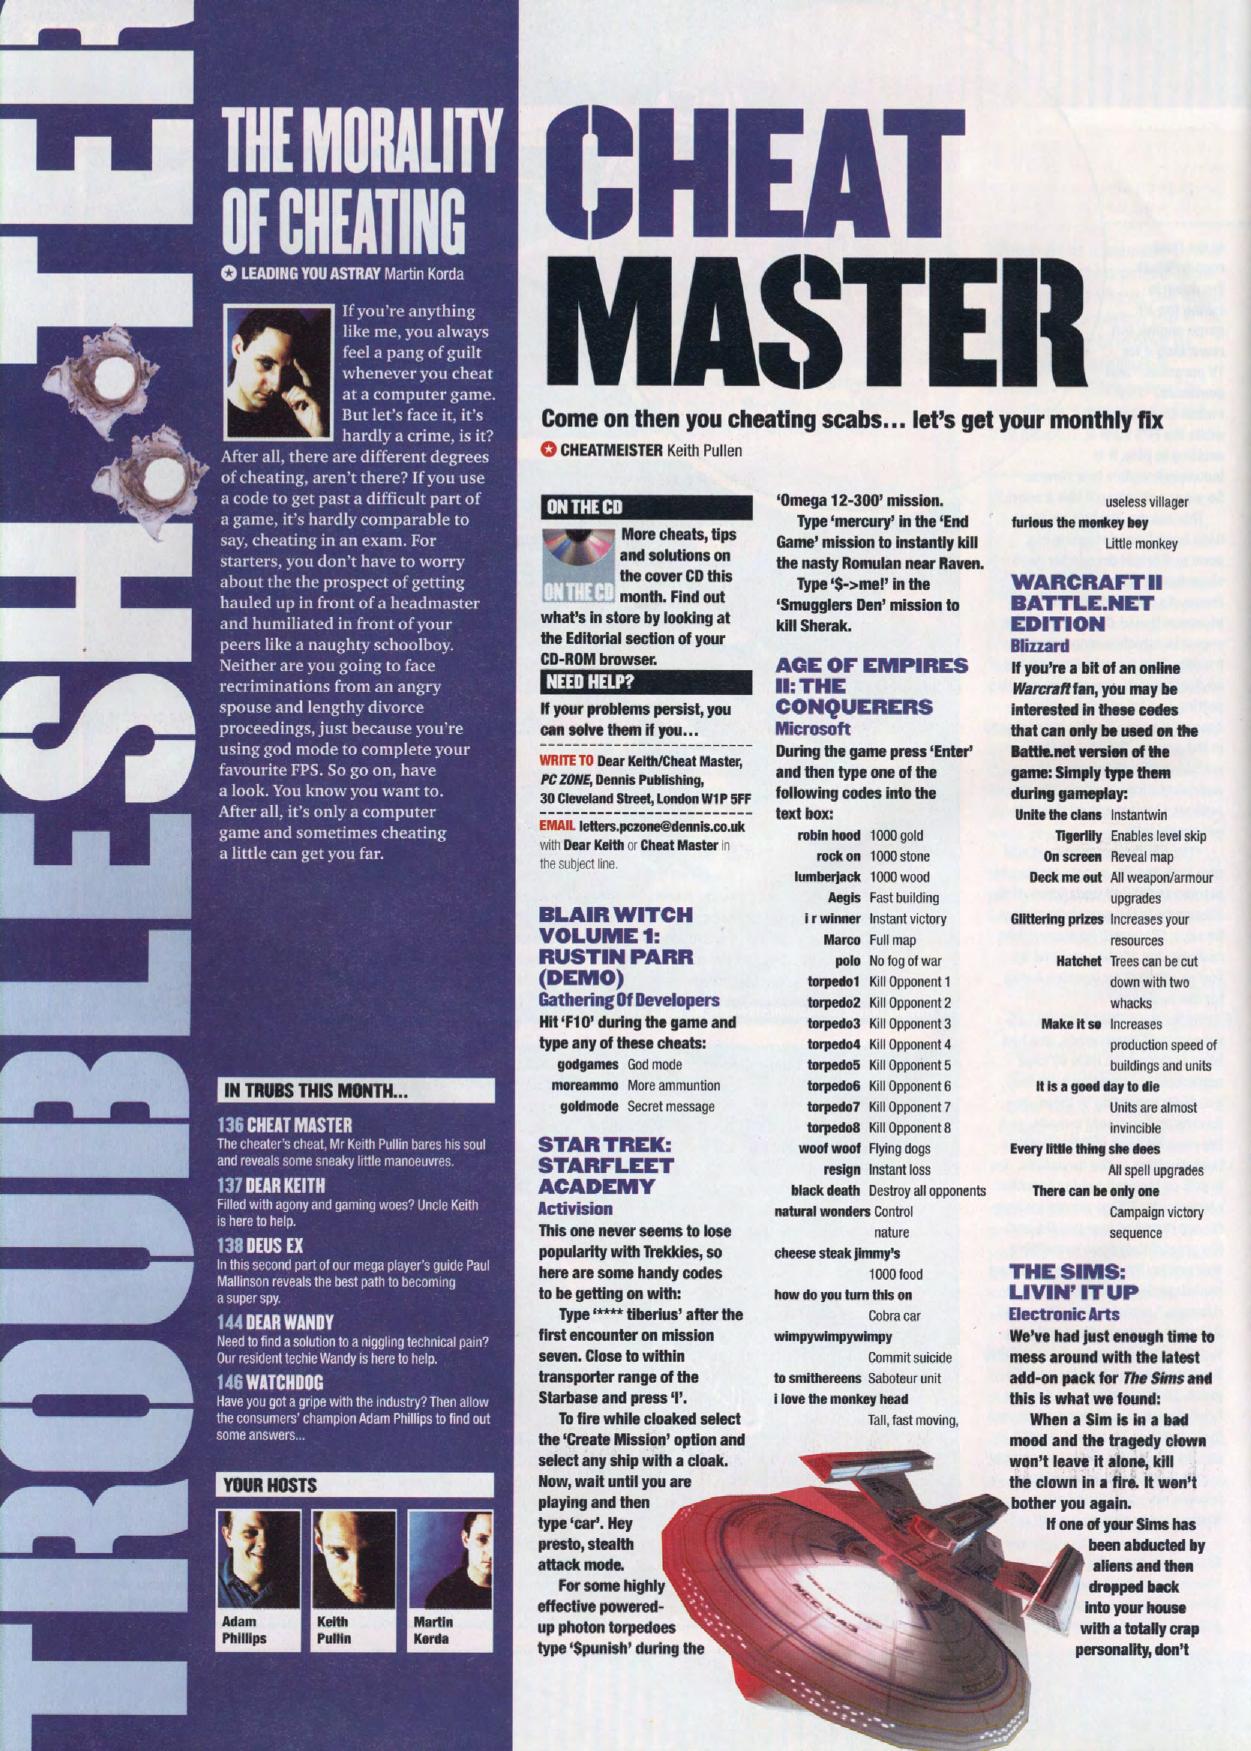 TROUBLESHOOTER
THE MORALITY
OF CHEATING
LEADING YOU ASTRAY Martin Korda
If you're anything
like me, you always
feel a pang of guilt
whenever you cheat
at a computer game.
But let's face it, it's
hardly a crime, is it?
After all, there are different degrees
of cheating, aren't there? If you use
a code to get past a difficult part of
a game, it's hardly comparable to
say, cheating in an exam. For
starters, you don't have to worry
about the the prospect of getting
hauled up in front of a headmaster
and humiliated in front of your
peers like a naughty schoolboy.
Neither are you going to face
recriminations from an angry
spouse and lengthy divorce
proceedings, just because you're
using god mode to complete your
favourite FPS. So go on, have
a look. You know you want to.
After all, it's only a computer
game and sometimes cheating
a little can get you far.
IN TRUBS THIS MONTH...
136 CHEAT MASTER
The cheater's cheat, Mr Keith Pullin bares his soul
and reveals some sneaky little manoeuvres.
137 DEAR KEITH
Filled with agony and gaming woes? Uncle Keith
is here to help.
138 DEUS EX
In this second part of our mega player's guide Paul
Mallinson reveals the best path to becoming
a super spy.
144 DEAR WANDY
Need to find a solution to a niggling technical pain?
Our resident techie Wandy is here to help.
146 WATCHDOG
Have you got a gripe with the industry? Then allow
the consumers' champion Adam Phillips to find out
some answers...
YOUR HOSTS
Adam
Phillips
Keith
Pullin
Martin
Korda
CHEAT
MASTER
Come on then you cheating scabs... let's get your monthly fix
CHEATMEISTER Keith Pullen
ON THE CD
More cheats, tips
and solutions on
the cover CD this
ON THE CD
month. Find out
what's in store by looking at
the Editorial section of your
CD-ROM browser.
NEED HELP?
If your problems persist, you
can solve them if you...
WRITE TO Dear Keith/Cheat Master,
PC ZONE, Dennis Publishing,
30 Cleveland Street, London W1P 5FF
EMAIL letters.pczone@dennis.co.uk
with Dear Keith or Cheat Master in
the subject line.
BLAIR WITCH
VOLUME 1:
RUSTIN PARR
(DEMO)
Gathering Of Developers
Hit 'F10' during the game and
type any of these cheats:
godgames God mode
moreammo More ammuntion
goldmode Secret message
STAR TREK:
STARFLEET
ACADEMY
Activision
This one never seems to lose
popularity with Trekkies, so
here are some handy codes
to be getting on with:
Type '***** tiberius' after the
first encounter on mission
seven. Close to within
transporter range of the
Starbase and press 'I'.
To fire while cloaked select
the 'Create Mission' option and
select any ship with a cloak.
Now, wait until you are
playing and then
type 'car'. Hey
presto, stealth
attack mode.
For some highly
effective powered-
up photon torpedoes
type '$punish' during the
'Omega 12-300' mission.
Type 'mercury' in the 'End
Game' mission to instantly kill
the nasty Romulan near Raven.
Type '$->me!' in the
'Smugglers Den' mission to
kill Sherak.
AGE OF EMPIRES
II: THE
CONQUERERS
Microsoft
During the game press 'Enter'
and then type one of the
following codes into the
text box:
robin hood 1000 gold
rock on 1000 stone
lumberjack 1000 wood
Aegis Fast building
i r winner Instant victory
Marco Full map
polo No fog of war
torpedo1 Kill Opponent 1
torpedo2 Kill Opponent 2
torpedo3 Kill Opponent 3
torpedo4 Kill Opponent 4
torpedo5 Kill Opponent 5
torpedo6 Kill Opponent 6
torpedo7 Kill Opponent 7
torpedo8 Kill Opponent 8
woof woof Flying dogs
resign Instant loss
black death Destroy all opponents
natural wonders Control
nature
cheese steak jimmy's
1000 food
how do you turn this on
Cobra car
wimpywimpywimpy
Commit suicide
to smithereens Saboteur unit
i love the monkey head
Tall, fast moving,
useless villager
furious the monkey boy
Little monkey
WARCRAFT II
BATTLE.NET
EDITION
Blizzard
If you're a bit of an online
Warcraft fan, you may be
interested in these codes
that can only be used on the
Battle.net version of the
game: Simply type them
during gameplay:
Unite the clans Instantwin
Tigerlily Enables level skip
On screen Reveal map
Deck me out All weapon/armour
upgrades
Glittering prizes Increases your
resources
Hatchet Trees can be cut
down with two
whacks
Make it so Increases
production speed of
buildings and units
It is a good day to die
Units are almost
invincible
Every little thing she does
All spell upgrades
There can be only one
Campaign victory
sequence
THE SIMS:
LIVIN' IT UP
Electronic Arts
We've had just enough time to
mess around with the latest
add-on pack for The Sims and
this is what we found:
When a Sim is in a bad
mood and the tragedy clown
won't leave it alone, kill
the clown in a fire. It won't
bother you again.
If one of your Sims has
been abducted by
aliens and then
dropped back
into your house
with a totally crap
personality, don't
NCC-443